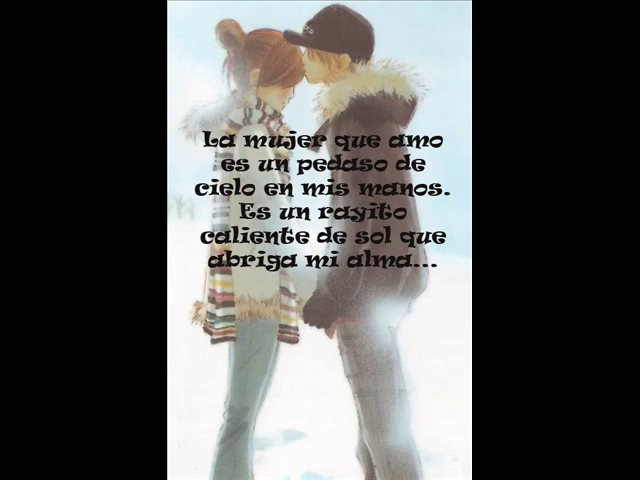 La mujer que amo
es un pedaso de
cielo en mis manos.
Es un rayito
caliente de sol que
abriga mi alma...